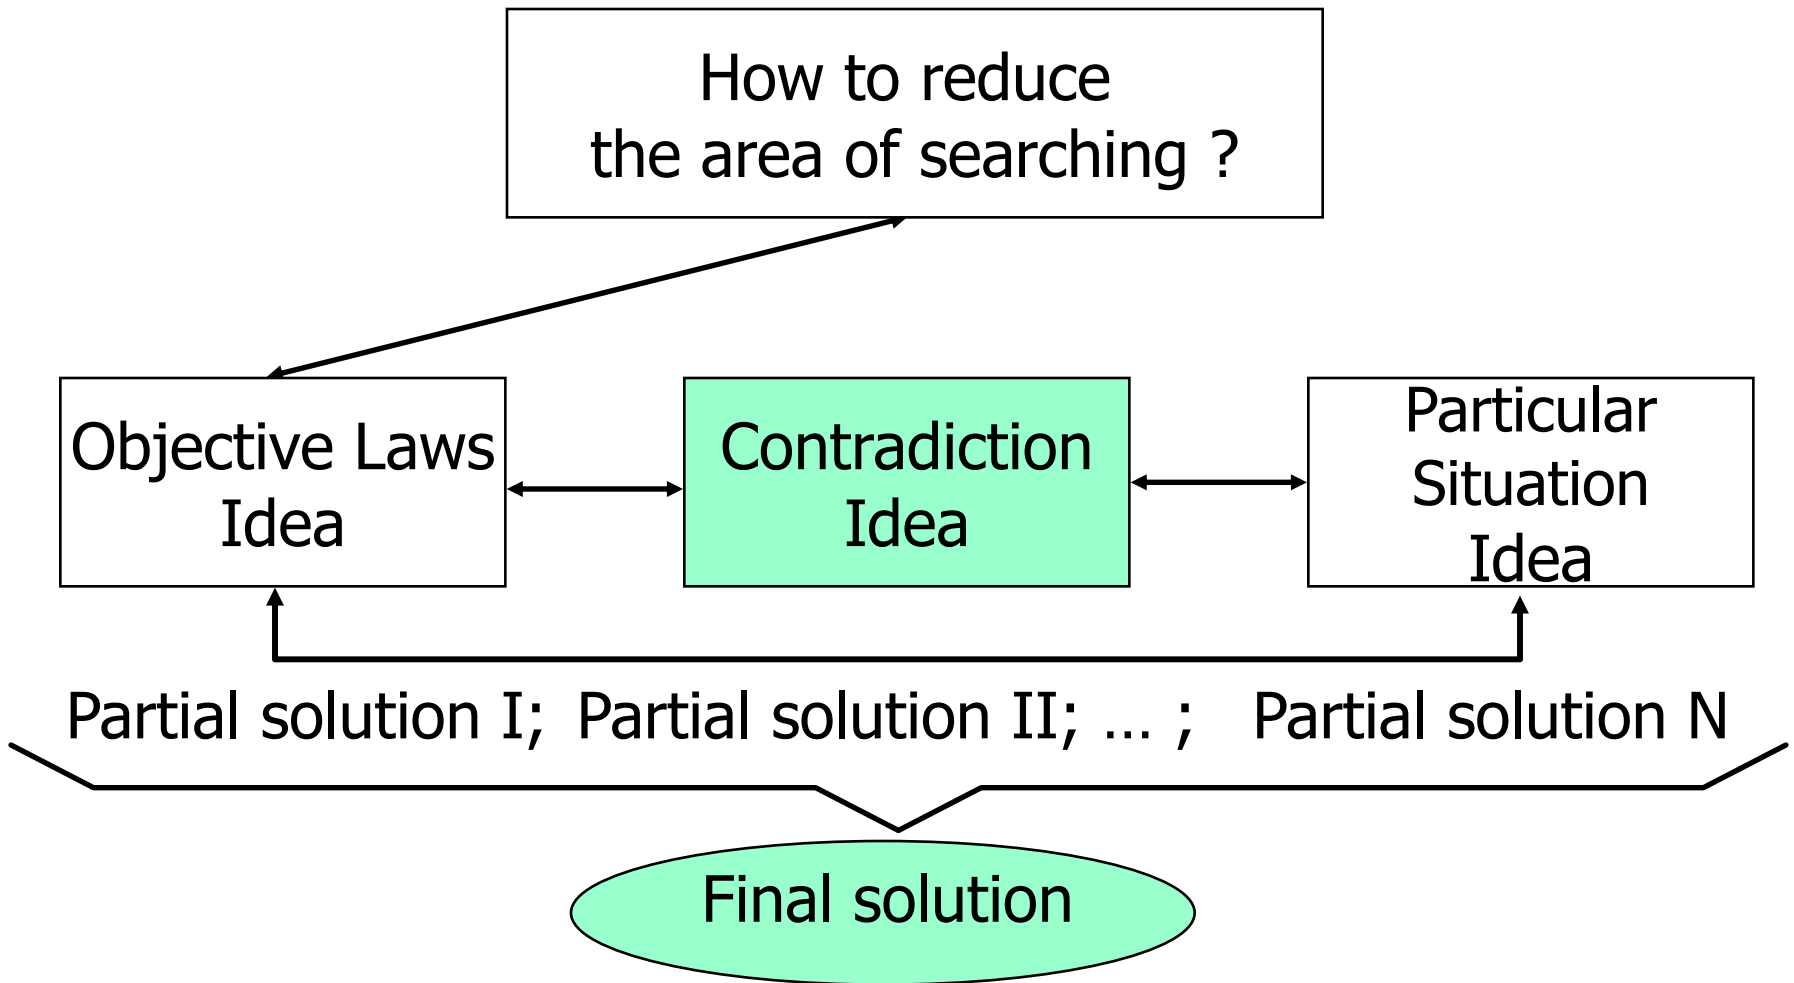 How to reduce
the area of searching ?
Objective Laws
Idea
Contradiction
Idea
Particular
Situation
Idea
Partial solution I; Partial solution II; ... ; Partial solution N
Final solution